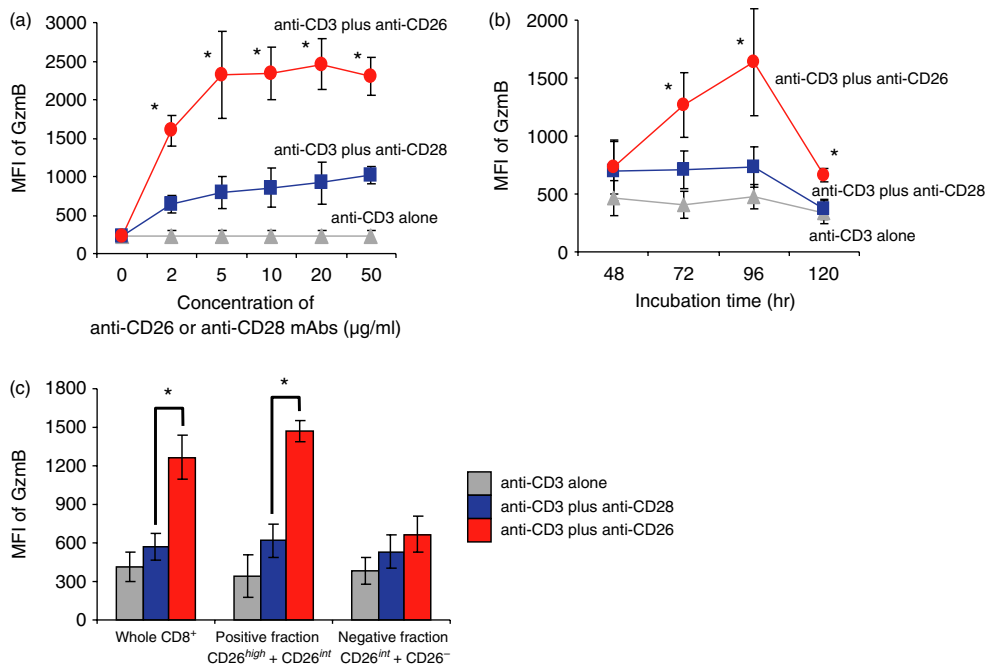 (a)
3000
2500
2000
1500
1000
500
0
MFI of GzmB
anti-CD3 plus anti-CD26
* * * * *
anti-CD3 plus anti-CD28
anti-CD3 alone
0 2 5 10 20 50
Concentration of
anti-CD26 or anti-CD28 mAbs (µg/ml)
(b)
2000
1500
1000
500
0
MFI of GzmB
* * *
anti-CD3 plus anti-CD26
anti-CD3 plus anti-CD28
anti-CD3 alone
48 72 96 120
Incubation time (hr)
(c)
1800
1500
1200
900
600
300
0
MFI of GzmB
* *
Whole CD8⁺ Positive fraction Negative fraction
CD26ʰⁱᵍʰ + CD26ⁱⁿᵗ CD26ⁱⁿᵗ + CD26⁻
anti-CD3 alone
anti-CD3 plus anti-CD28
anti-CD3 plus anti-CD26